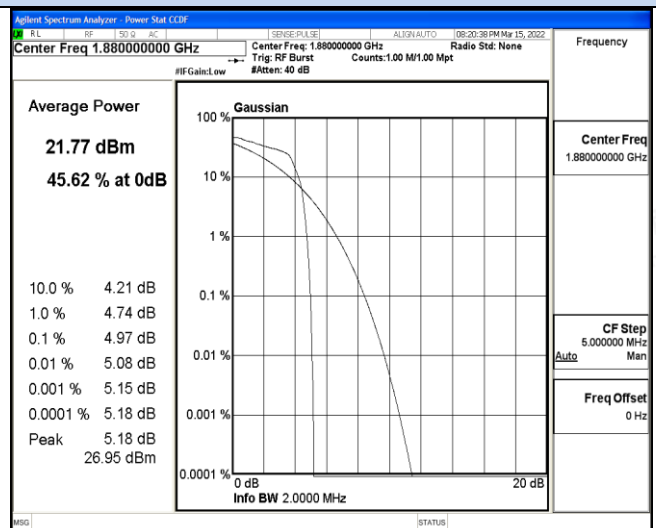 Agilent Spectrum Analyzer - Power Stat CCDF
LXI RL RF 50 Ω AC SENSE:PULSE ALIGN AUTO 08:20:38 PM Mar 15, 2022
Center Freq 1.880000000 GHz
Center Freq: 1.880000000 GHz Radio Std: None
Trig: RF Burst Counts:1.00 M/1.00 Mpt
#IFGain:Low #Atten: 40 dB
Frequency
Average Power
21.77 dBm
45.62 % at 0dB
10.0 % 4.21 dB
1.0 % 4.74 dB
0.1 % 4.97 dB
0.01 % 5.08 dB
0.001 % 5.15 dB
0.0001 % 5.18 dB
Peak 5.18 dB
26.95 dBm
Gaussian
100 %
10 %
1 %
0.1 %
0.01 %
0.001 %
0.0001 %
0 dB 20 dB
Info BW 2.0000 MHz
Center Freq
1.880000000 GHz
CF Step
5.000000 MHz
Auto Man
Freq Offset
0 Hz
MSG STATUS